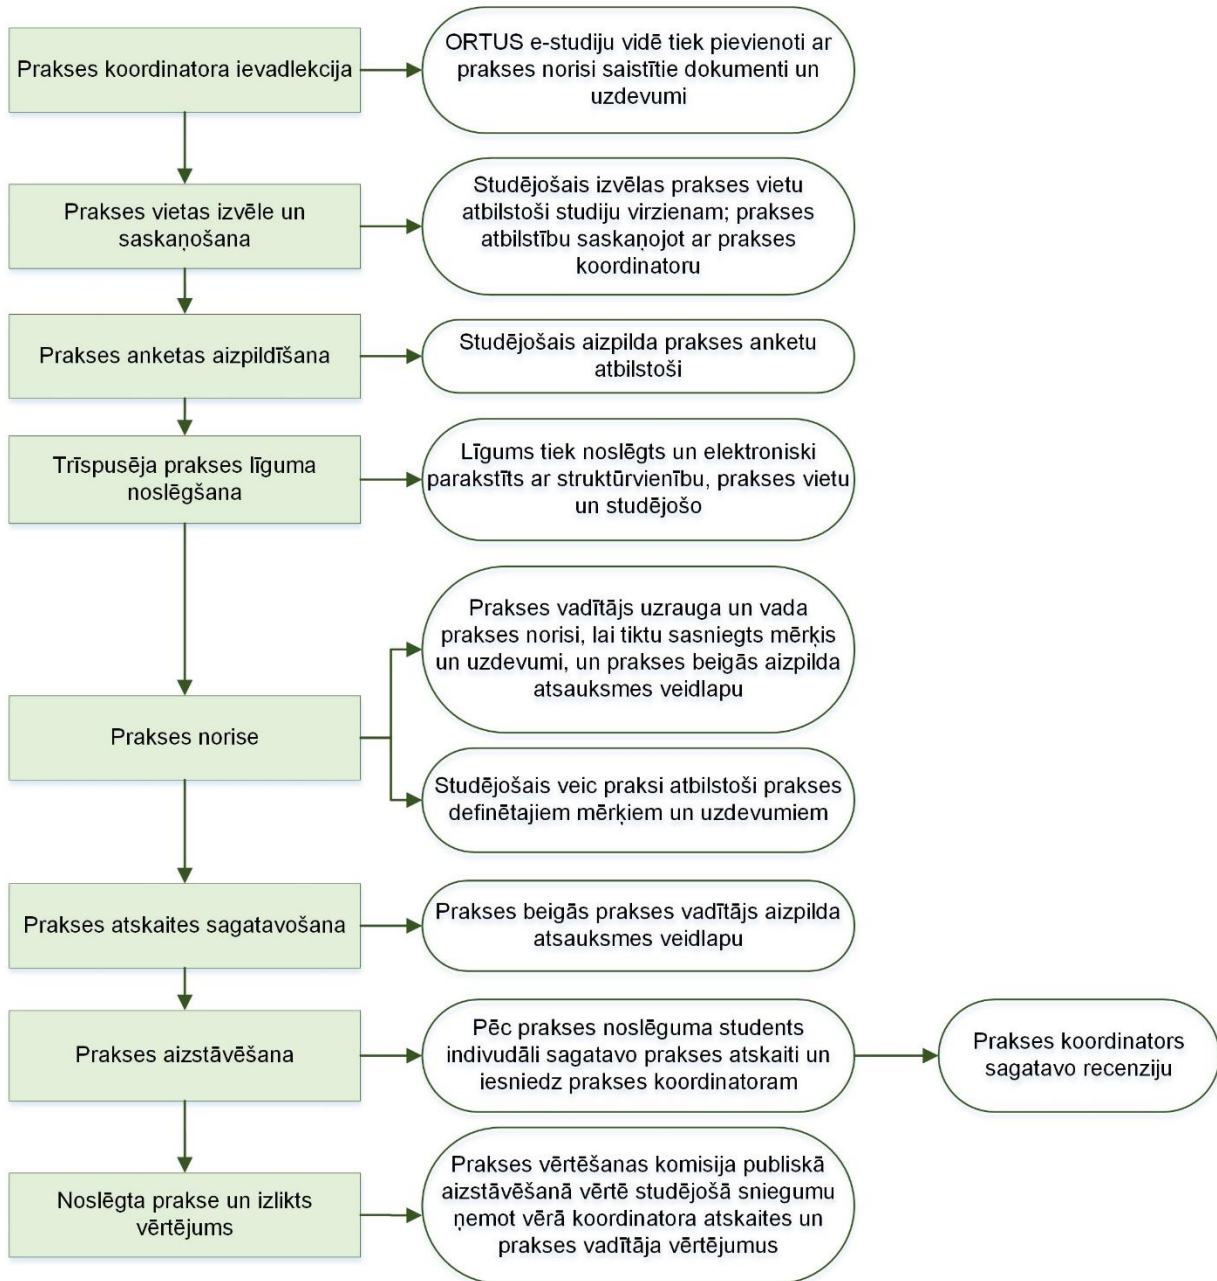 Prakses koordinatora ievadlekcija
ORTUS e-studiju vidē tiek pievienoti ar
prakses norisi saistītie dokumenti un
uzdevumi
Prakses vietas izvēle un
saskaņošana
Studējošais izvēlas prakses vietu
atbilstoši studiju virzienam; prakses
atbilstību saskaņojot ar prakses
koordinatoru
Prakses anketas aizpildīšana
Studējošais aizpilda prakses anketu
atbilstoši
Trīspusēja prakses līguma
noslēgšana
Līgums tiek noslēgts un elektroniski
parakstīts ar struktūrvienību, prakses vietu
un studējošo
Prakses norise
Prakses vadītājs uzrauga un vada
prakses norisi, lai tiktu sasniegts mērķis
un uzdevumi, un prakses beigās aizpilda
atsauksmes veidlapu
Studējošais veic praksi atbilstoši prakses
definētajiem mērķiem un uzdevumiem
Prakses atskaites sagatavošana
Prakses beigās prakses vadītājs aizpilda
atsauksmes veidlapu
Prakses aizstāvēšana
Pēc prakses noslēguma students
indivudāli sagatavo prakses atskaiti un
iesniedz prakses koordinatoram
Prakses koordinators
sagatavo recenziju
Noslēgta prakse un izlikts
vērtējums
Prakses vērtēšanas komisija publiskā
aizstāvēšanā vērtē studējošā sniegumu
ņemot vērā koordinatora atskaites un
prakses vadītāja vērtējumus